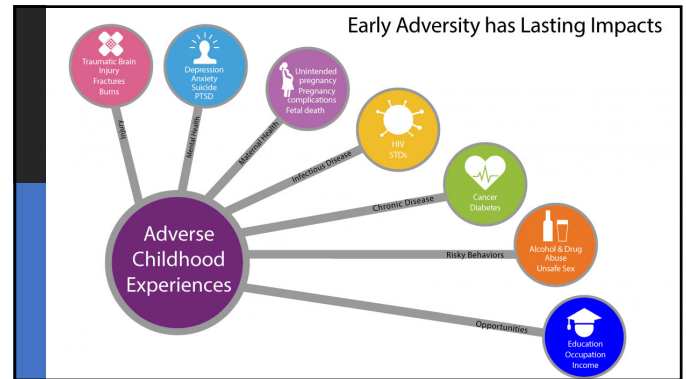 Early Adversity has Lasting Impacts
Traumatic Brain
Injury
Fractures
Burns
Depression
Anxiety
Suicide
PTSD
Unintended
pregnancy
Pregnancy
complications
Fetal death
HIV
STDs
Cancer
Diabetes
Alcohol & Drug
Abuse
Unsafe Sex
Education
Occupation
Income
Injury
Mental Health
Maternal Health
Infectious Disease
Chronic Disease
Risky Behaviors
Opportunities
Adverse
Childhood
Experiences